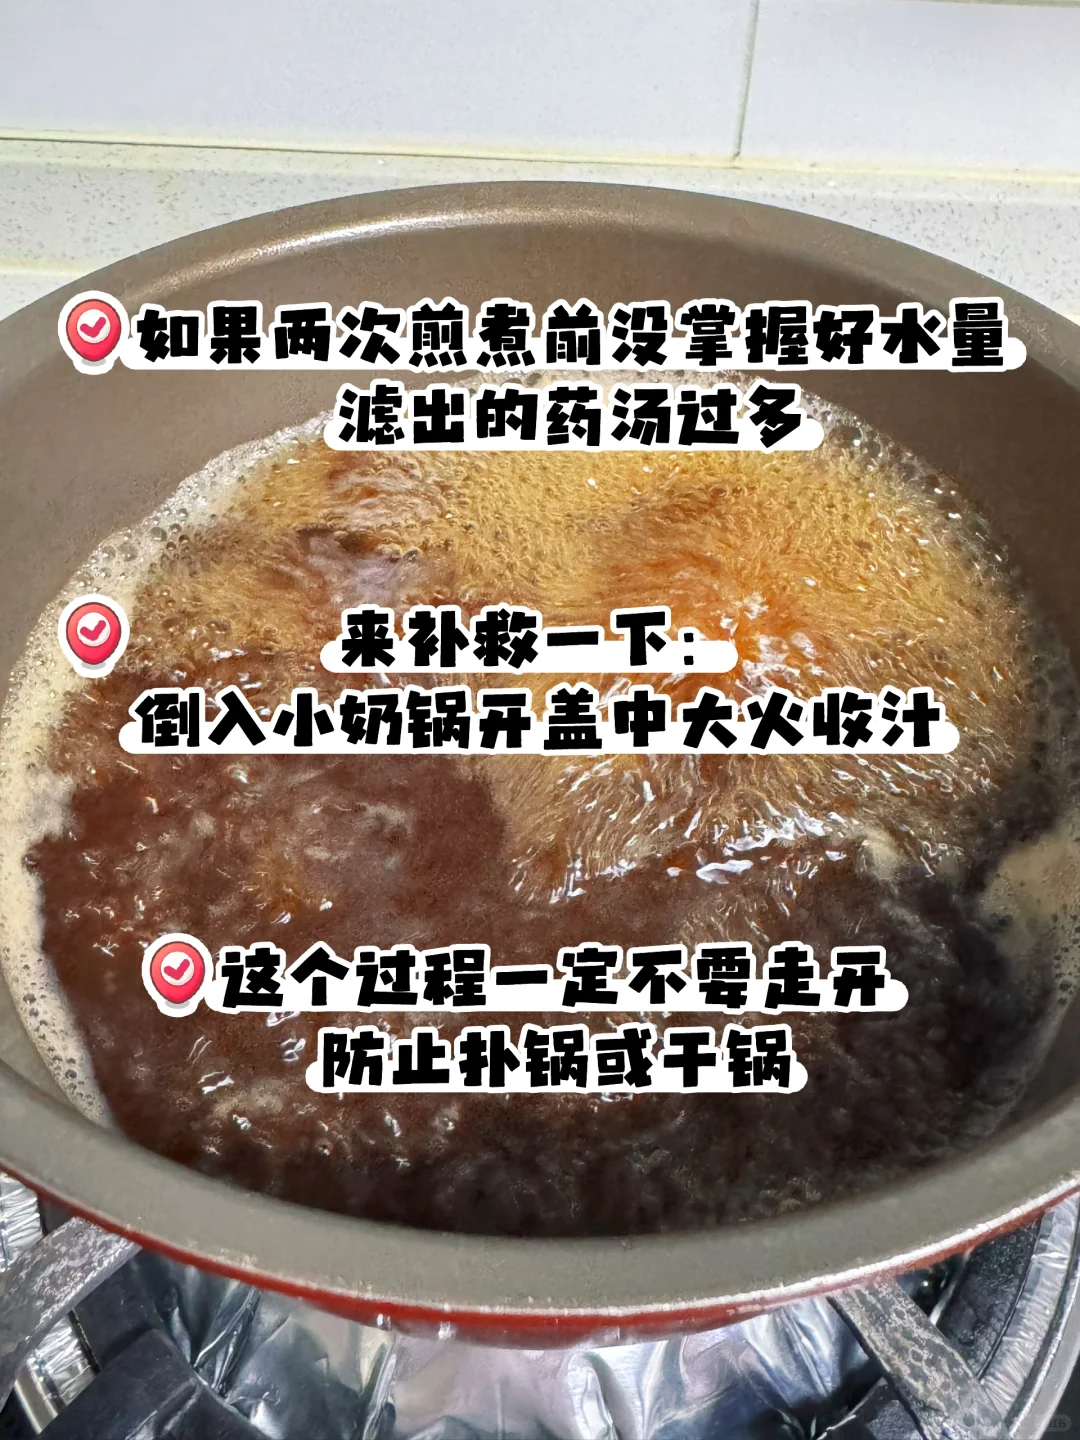 如果两次煎煮前没掌握好水量
滤出的药汤过多
来补救一下:
倒入小奶锅开盖中大火收汁
这个过程一定不要走开
防止扑锅或干锅